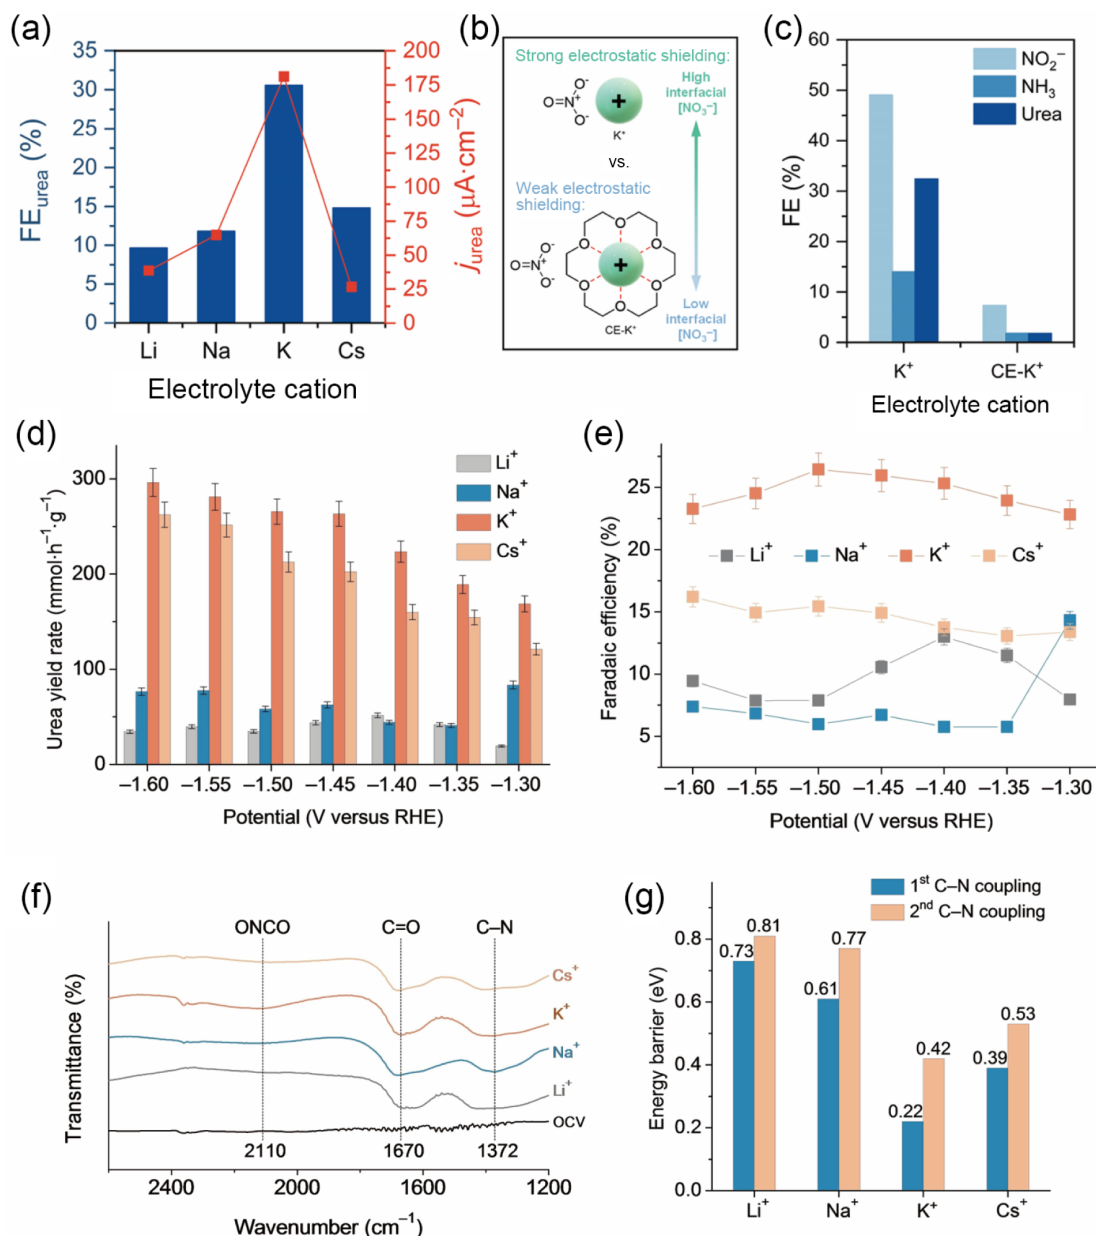 (a)
35
30
25
20
15
10
5
0
FE_urea (%)
200
175
150
125
100
75
50
25
0
j_urea (μA·cm⁻²)
Li Na K Cs
Electrolyte cation
(b)
Strong electrostatic shielding:
O=N⁺ O⁻ O⁻
+
K⁺
High
interfacial
[NO₃⁻]
vs.
Weak electrostatic
shielding:
O=N⁺ O⁻ O⁻
O O O O O O
+
CE-K⁺
Low
interfacial
[NO₃⁻]
(c)
60
50
40
30
20
10
0
FE (%)
NO₂⁻
NH₃
Urea
K⁺ CE-K⁺
Electrolyte cation
(d)
300
200
100
0
Urea yield rate (mmol·h⁻¹·g⁻¹)
Li⁺
Na⁺
K⁺
Cs⁺
−1.60 −1.55 −1.50 −1.45 −1.40 −1.35 −1.30
Potential (V versus RHE)
(e)
25
20
15
10
5
Faradaic efficiency (%)
Li⁺ Na⁺ K⁺ Cs⁺
−1.60 −1.55 −1.50 −1.45 −1.40 −1.35 −1.30
Potential (V versus RHE)
(f)
Transmittance (%)
ONCO C=O C–N
Cs⁺
K⁺
Na⁺
Li⁺
OCV
2110 1670 1372
2400 2000 1600 1200
Wavenumber (cm⁻¹)
(g)
1st C–N coupling
2nd C–N coupling
0.8
0.6
0.4
0.2
0.0
Energy barrier (eV)
0.73 0.81
0.61 0.77
0.22 0.42
0.39 0.53
Li⁺ Na⁺ K⁺ Cs⁺